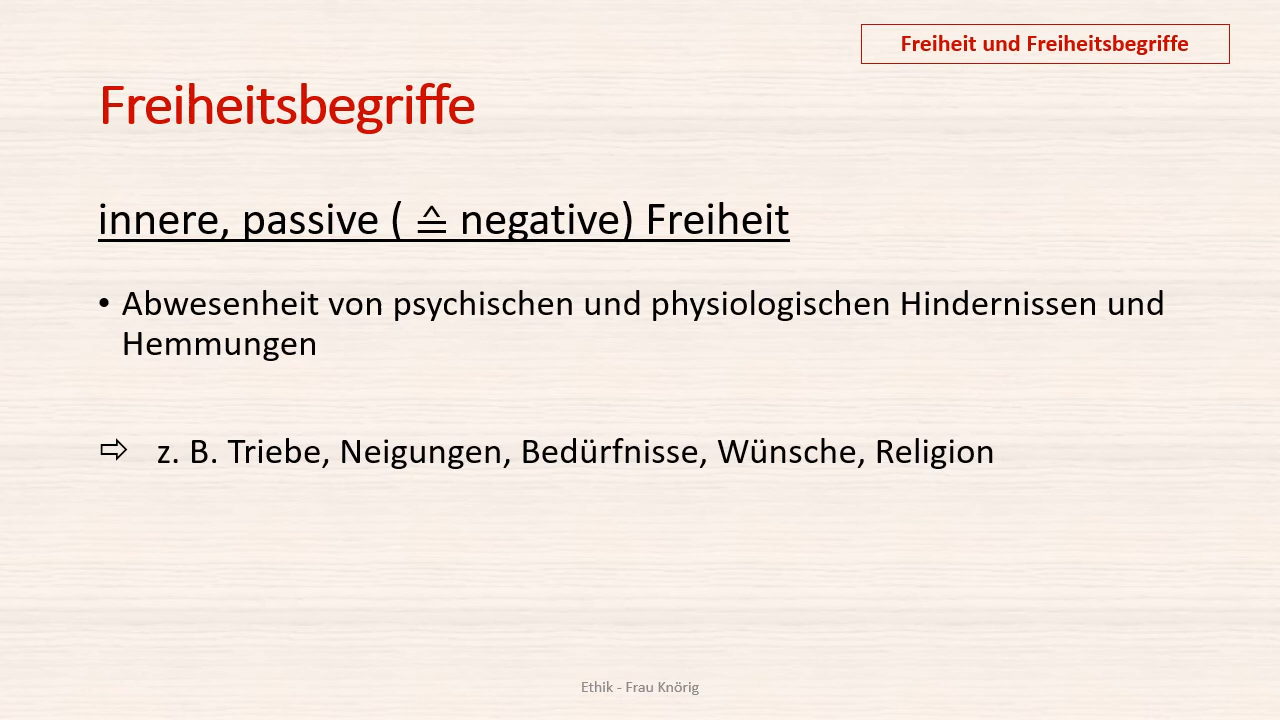 Freiheit und Freiheitsbegriffe
Freiheitsbegriffe
innere, passive ( ≙ negative) Freiheit
• Abwesenheit von psychischen und physiologischen Hindernissen und
Hemmungen
⇨ z. B. Triebe, Neigungen, Bedürfnisse, Wünsche, Religion
Ethik - Frau Knörig